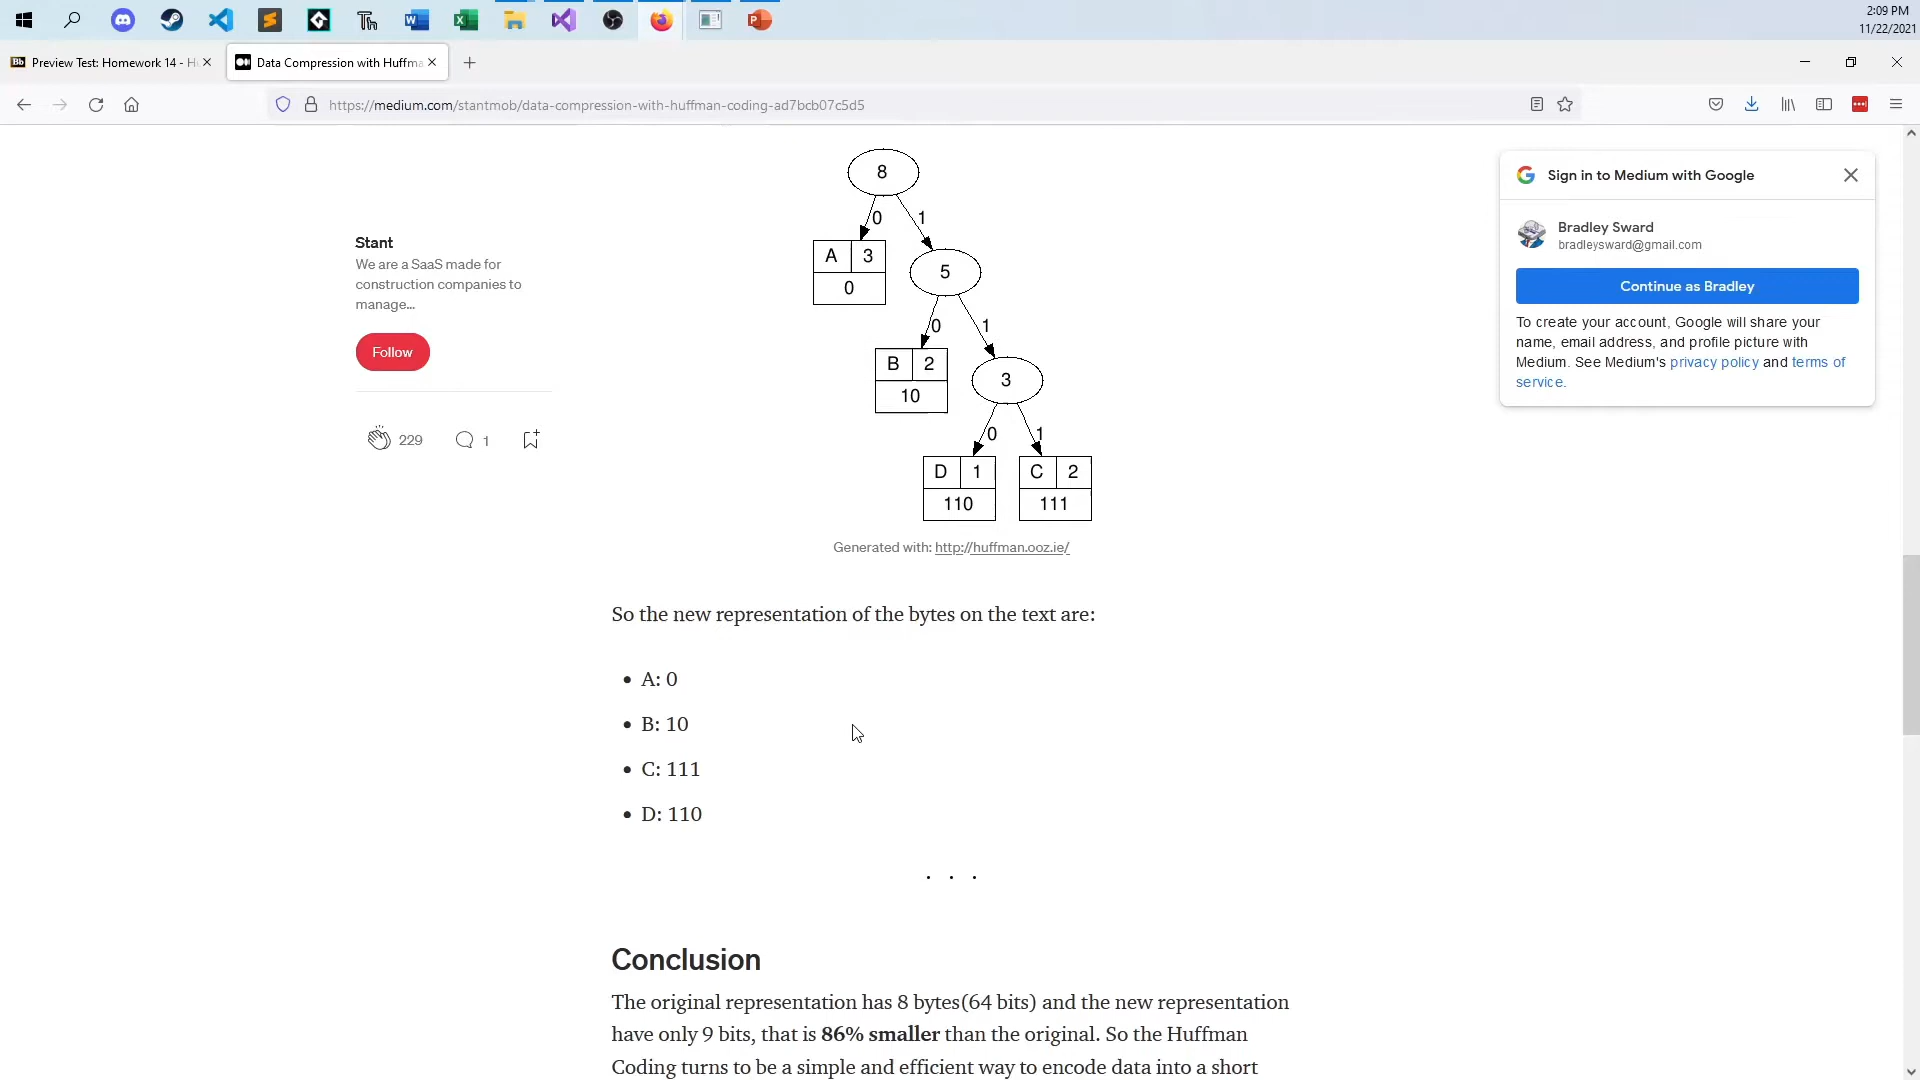 2:09 PM
11/22/2021
Preview Test: Homework 14 - H
Data Compression with Huffma
https://medium.com/stantmob/data-compression-with-huffman-coding-ad7bcb07c5d5
8
0 1
A 3
0
5
0 1
B 2
10
3
0 1
D 1
110
C 2
111
Generated with: http://huffman.ooz.ie/
Stant
We are a SaaS made for
construction companies to
manage...
Follow
229
1
Sign in to Medium with Google
Bradley Sward
bradleysward@gmail.com
Continue as Bradley
To create your account, Google will share your
name, email address, and profile picture with
Medium. See Medium's privacy policy and terms of
service.
So the new representation of the bytes on the text are:
• A: 0
• B: 10
• C: 111
• D: 110
. . .
Conclusion
The original representation has 8 bytes(64 bits) and the new representation
have only 9 bits, that is 86% smaller than the original. So the Huffman
Coding turns to be a simple and efficient way to encode data into a short